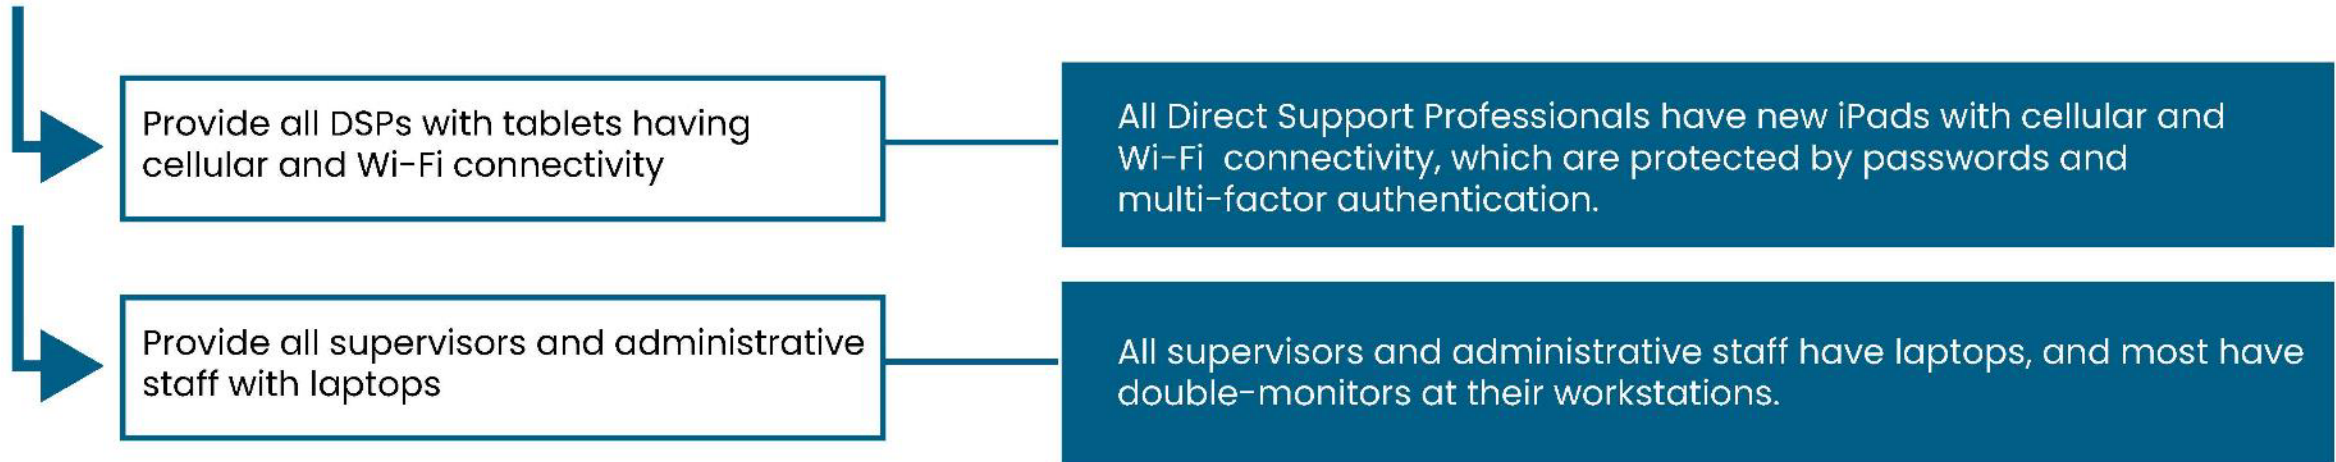 Provide all DSPs with tablets having
cellular and Wi-Fi connectivity
All Direct Support Professionals have new iPads with cellular and
Wi-Fi connectivity, which are protected by passwords and
multi-factor authentication.
Provide all supervisors and administrative
staff with laptops
All supervisors and administrative staff have laptops, and most have
double-monitors at their workstations.